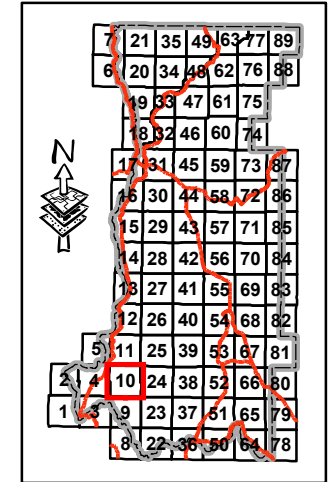 7 21 35 49 63 77 89
6 20 34 48 62 76 88
19 33 47 61 75
18 32 46 60 74
N
17 31 45 59 73 87
16 30 44 58 72 86
15 29 43 57 71 85
14 28 42 56 70 84
13 27 41 55 69 83
12 26 40 54 68 82
5 11 25 39 53 67 81
2 4 10 24 38 52 66 80
1 3 9 23 37 51 65 79
8 22 36 50 64 78